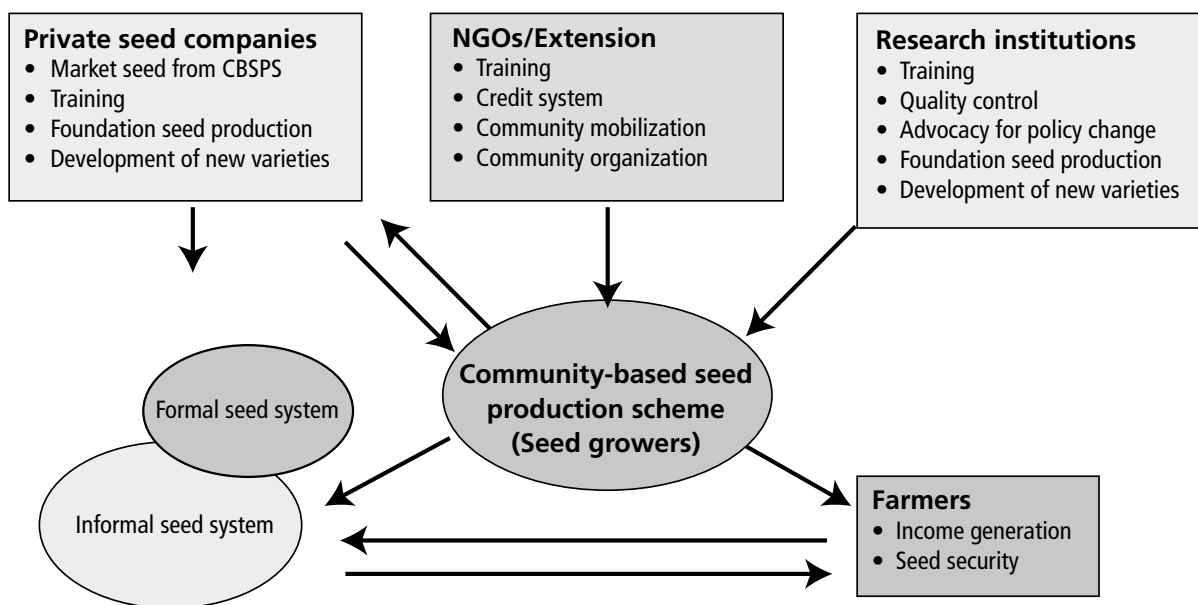 Private seed companies
• Market seed from CBSPS
• Training
• Foundation seed production
• Development of new varieties
NGOs/Extension
• Training
• Credit system
• Community mobilization
• Community organization
Research institutions
• Training
• Quality control
• Advocacy for policy change
• Foundation seed production
• Development of new varieties
Community-based seed
production scheme
(Seed growers)
Formal seed system
Informal seed system
Farmers
• Income generation
• Seed security